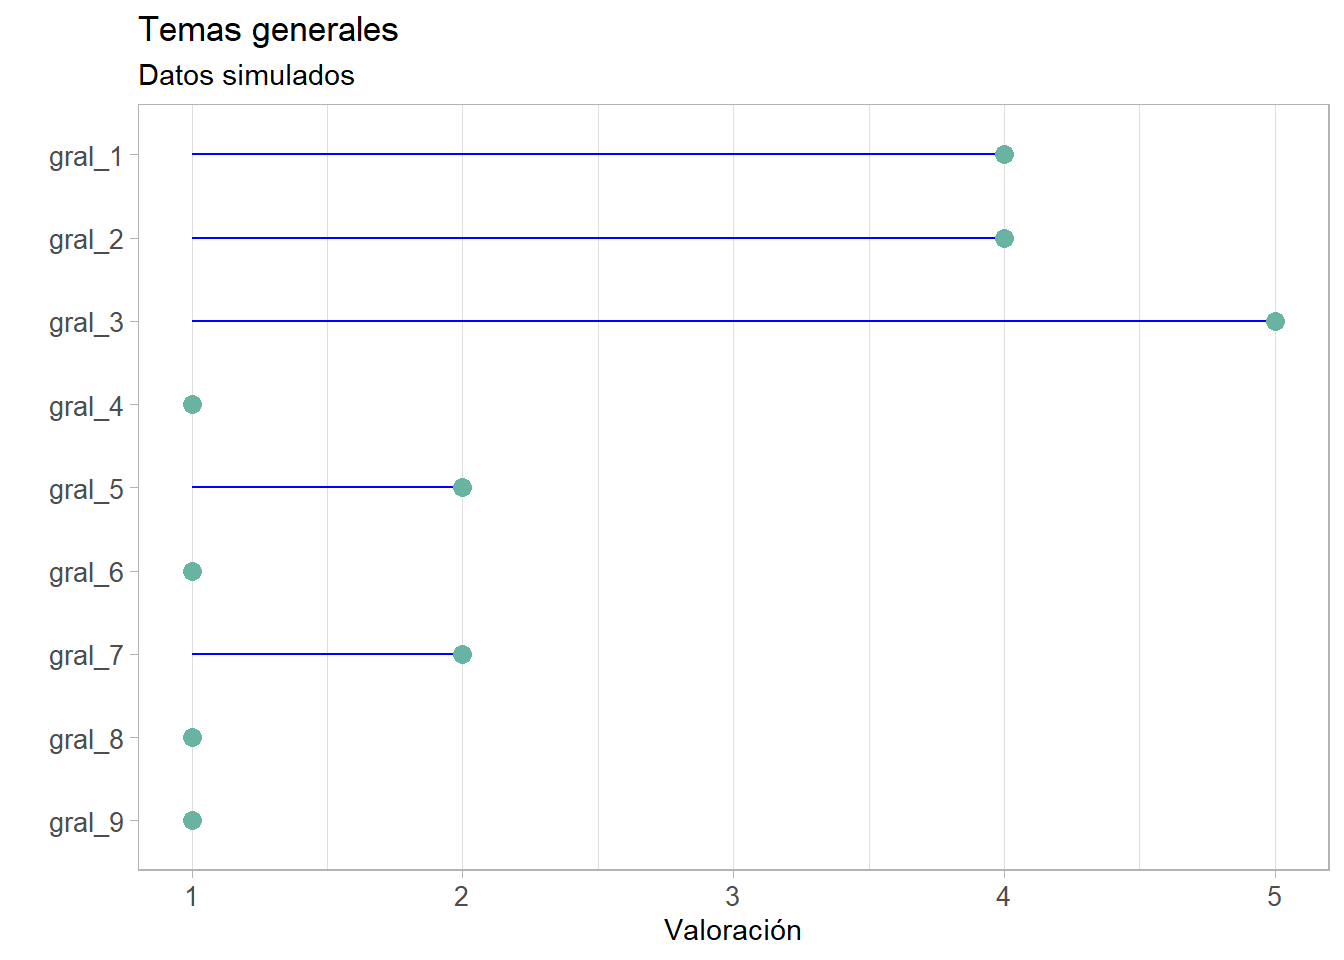 Temas generales
Datos simulados
gral_1
gral_2
gral_3
gral_4
gral_5
gral_6
gral_7
gral_8
gral_9
1 2 3 4 5
Valoración